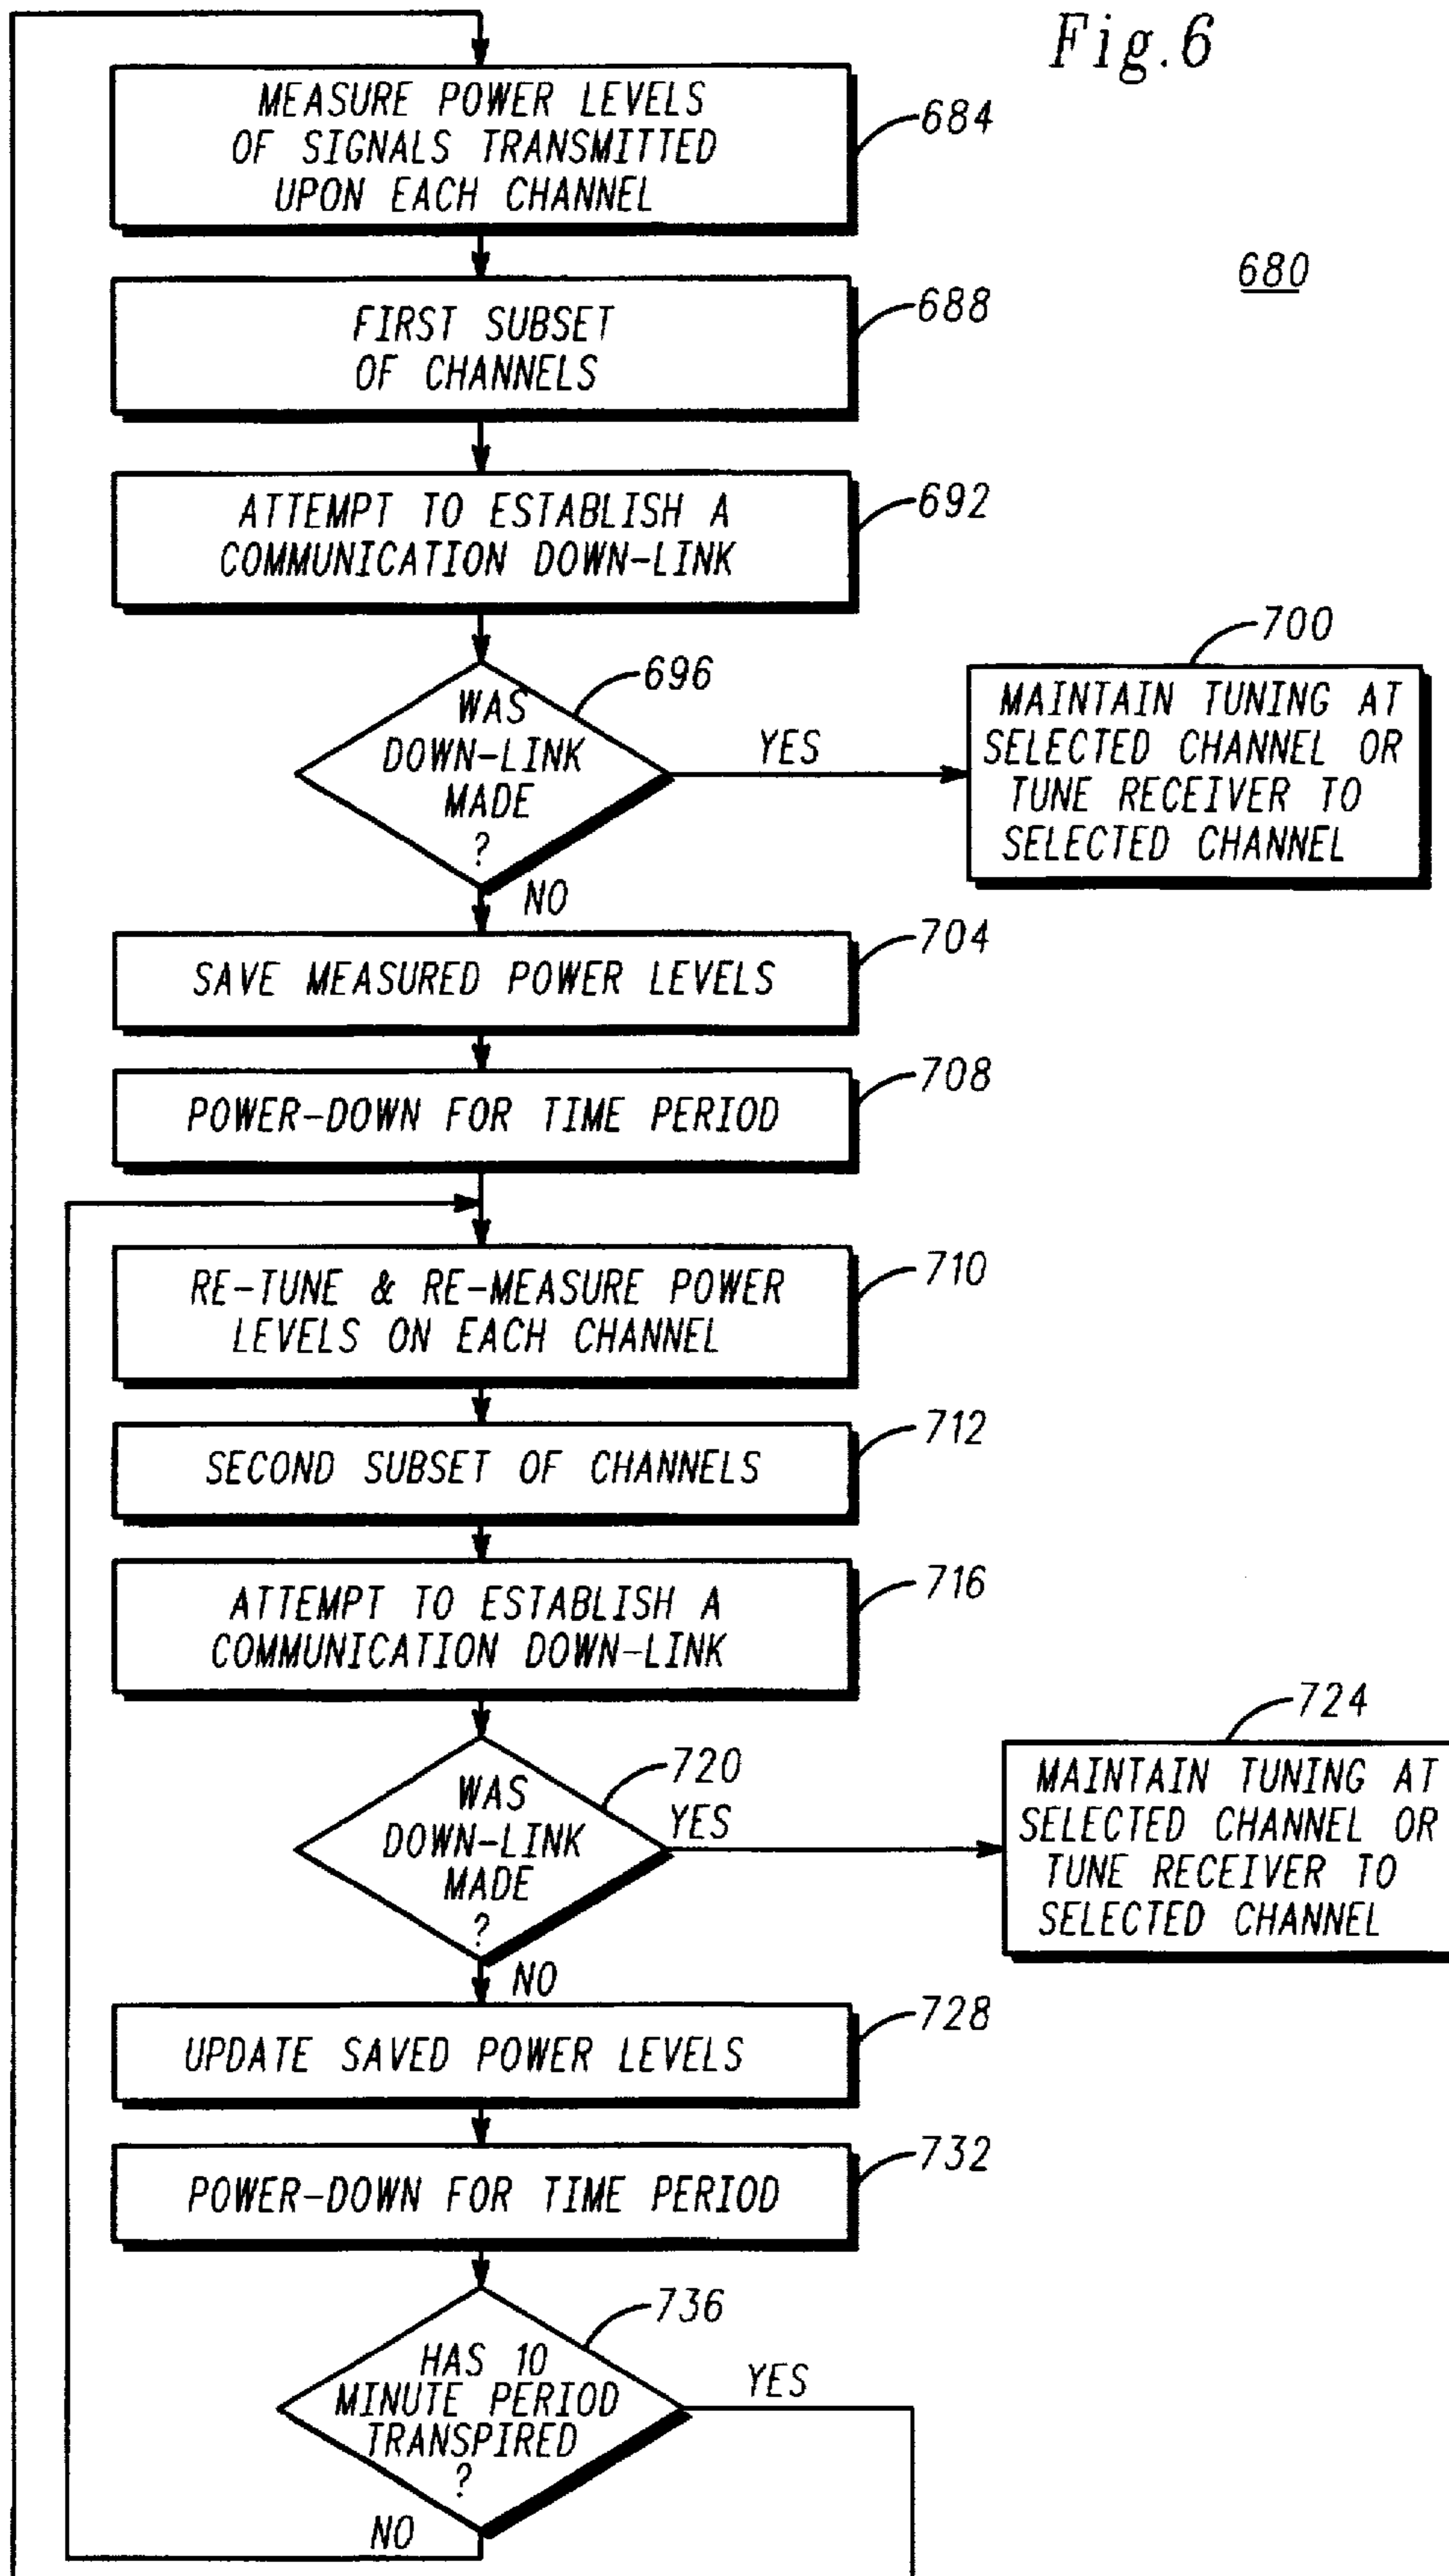 Fig.6
MEASURE POWER LEVELS
OF SIGNALS TRANSMITTED
UPON EACH CHANNEL
684
680
FIRST SUBSET
OF CHANNELS
688
ATTEMPT TO ESTABLISH A
COMMUNICATION DOWN-LINK
692
WAS
DOWN-LINK
MADE
?
696
YES
700
MAINTAIN TUNING AT
SELECTED CHANNEL OR
TUNE RECEIVER TO
SELECTED CHANNEL
NO
SAVE MEASURED POWER LEVELS
704
POWER-DOWN FOR TIME PERIOD
708
RE-TUNE & RE-MEASURE POWER
LEVELS ON EACH CHANNEL
710
SECOND SUBSET OF CHANNELS
712
ATTEMPT TO ESTABLISH A
COMMUNICATION DOWN-LINK
716
WAS
DOWN-LINK
MADE
?
720
YES
724
MAINTAIN TUNING AT
SELECTED CHANNEL OR
TUNE RECEIVER TO
SELECTED CHANNEL
NO
UPDATE SAVED POWER LEVELS
728
POWER-DOWN FOR TIME PERIOD
732
HAS 10
MINUTE PERIOD
TRANSPIRED
?
736
YES
NO